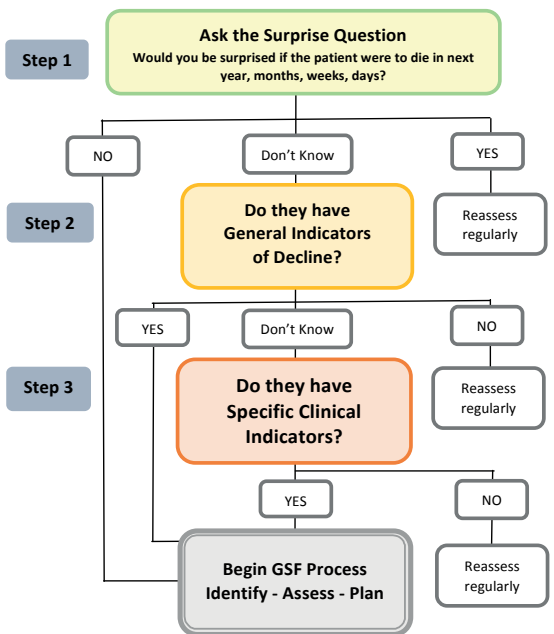 Ask the Surprise Question
Step 1
Would you be surprised if the patient were to die in next
year, months, weeks, days?
NO
Don't Know
YES
Step 2
Do they have
General Indicators
of Decline?
Reassess
regularly
YES
Don't Know
NO
Step 3
Do they have
Specific Clinical
Indicators?
Reassess
regularly
YES
NO
Begin GSF Process
Identify - Assess - Plan
Reassess
regularly